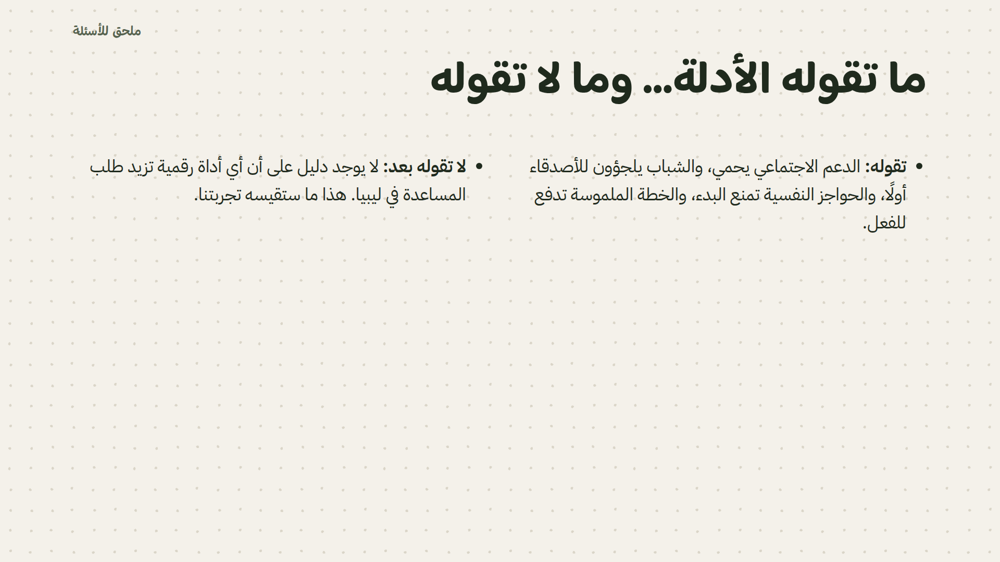 ملحق للأسئلة
ما تقوله الأدلة... وما لا تقوله
• تقوله: الدعم الاجتماعي يحمي، والشباب يلجؤون للأصدقاء
أولًا، والحواجز النفسية تمنع البدء، والخطة الملموسة تدفع
للفعل.
• لا تقوله بعد: لا يوجد دليل على أن أي أداة رقمية تزيد طلب
المساعدة في ليبيا. هذا ما ستقيسه تجربتنا.